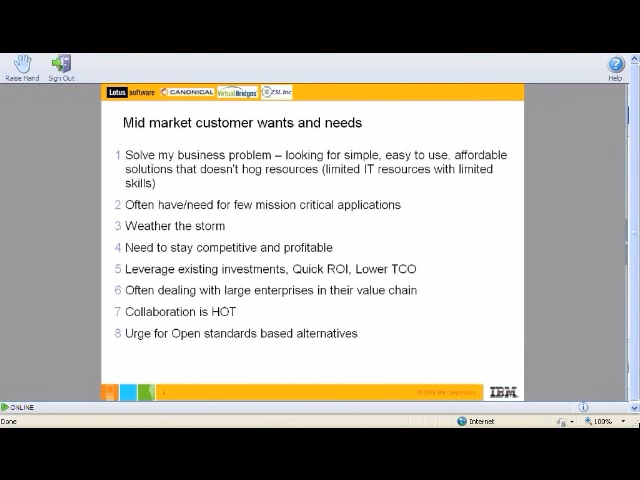 Raise Hand Sign Out Help
Lotus software CANONICAL VirtualBridges ZSL Inc
Mid market customer wants and needs
1 Solve my business problem – looking for simple, easy to use, affordable
solutions that doesn't hog resources (limited IT resources with limited
skills)
2 Often have/need for few mission critical applications
3 Weather the storm
4 Need to stay competitive and profitable
5 Leverage existing investments, Quick ROI, Lower TCO
6 Often dealing with large enterprises in their value chain
7 Collaboration is HOT
8 Urge for Open standards based alternatives
IBM Corporation IBM
ONLINE
Done Internet 100%